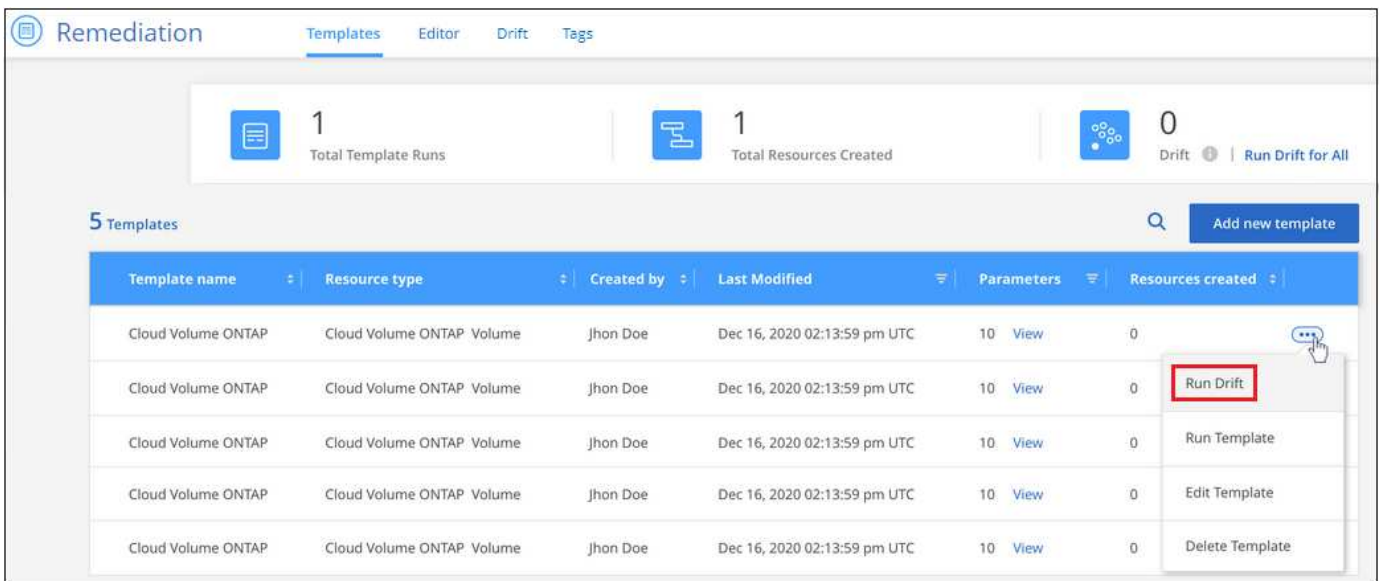 Remediation Templates Editor Drift Tags
1 1 0
Total Template Runs Total Resources Created Drift | Run Drift for All
5 Templates Add new template
Template name Resource type Created by Last Modified Parameters Resources created
Cloud Volume ONTAP Cloud Volume ONTAP Volume Jhon Doe Dec 16, 2020 02:13:59 pm UTC 10 View 0
Cloud Volume ONTAP Cloud Volume ONTAP Volume Jhon Doe Dec 16, 2020 02:13:59 pm UTC 10 View 0 Run Drift
Cloud Volume ONTAP Cloud Volume ONTAP Volume Jhon Doe Dec 16, 2020 02:13:59 pm UTC 10 View 0 Run Template
Cloud Volume ONTAP Cloud Volume ONTAP Volume Jhon Doe Dec 16, 2020 02:13:59 pm UTC 10 View 0 Edit Template
Cloud Volume ONTAP Cloud Volume ONTAP Volume Jhon Doe Dec 16, 2020 02:13:59 pm UTC 10 View 0 Delete Template